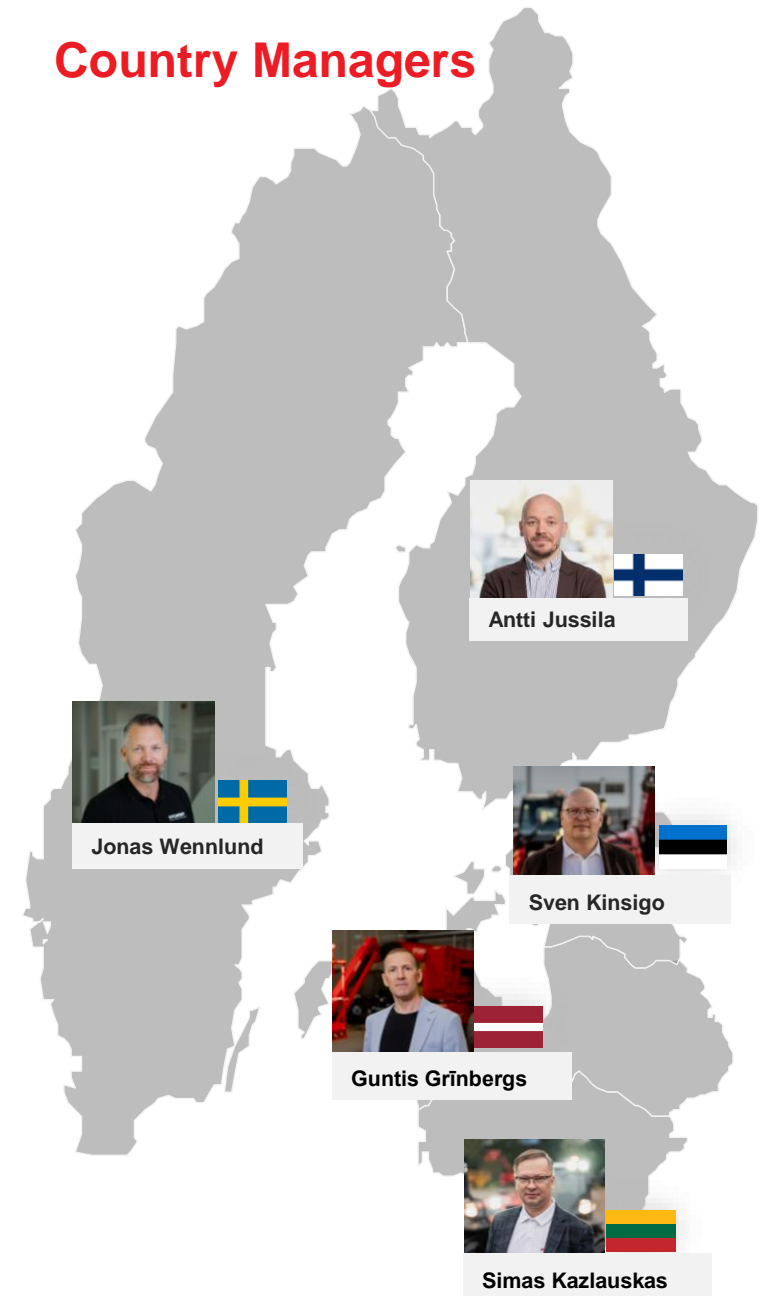 Country Managers
Antti Jussila
Jonas Wennlund
Sven Kinsigo
Guntis Grīnbergs
Simas Kazlauskas